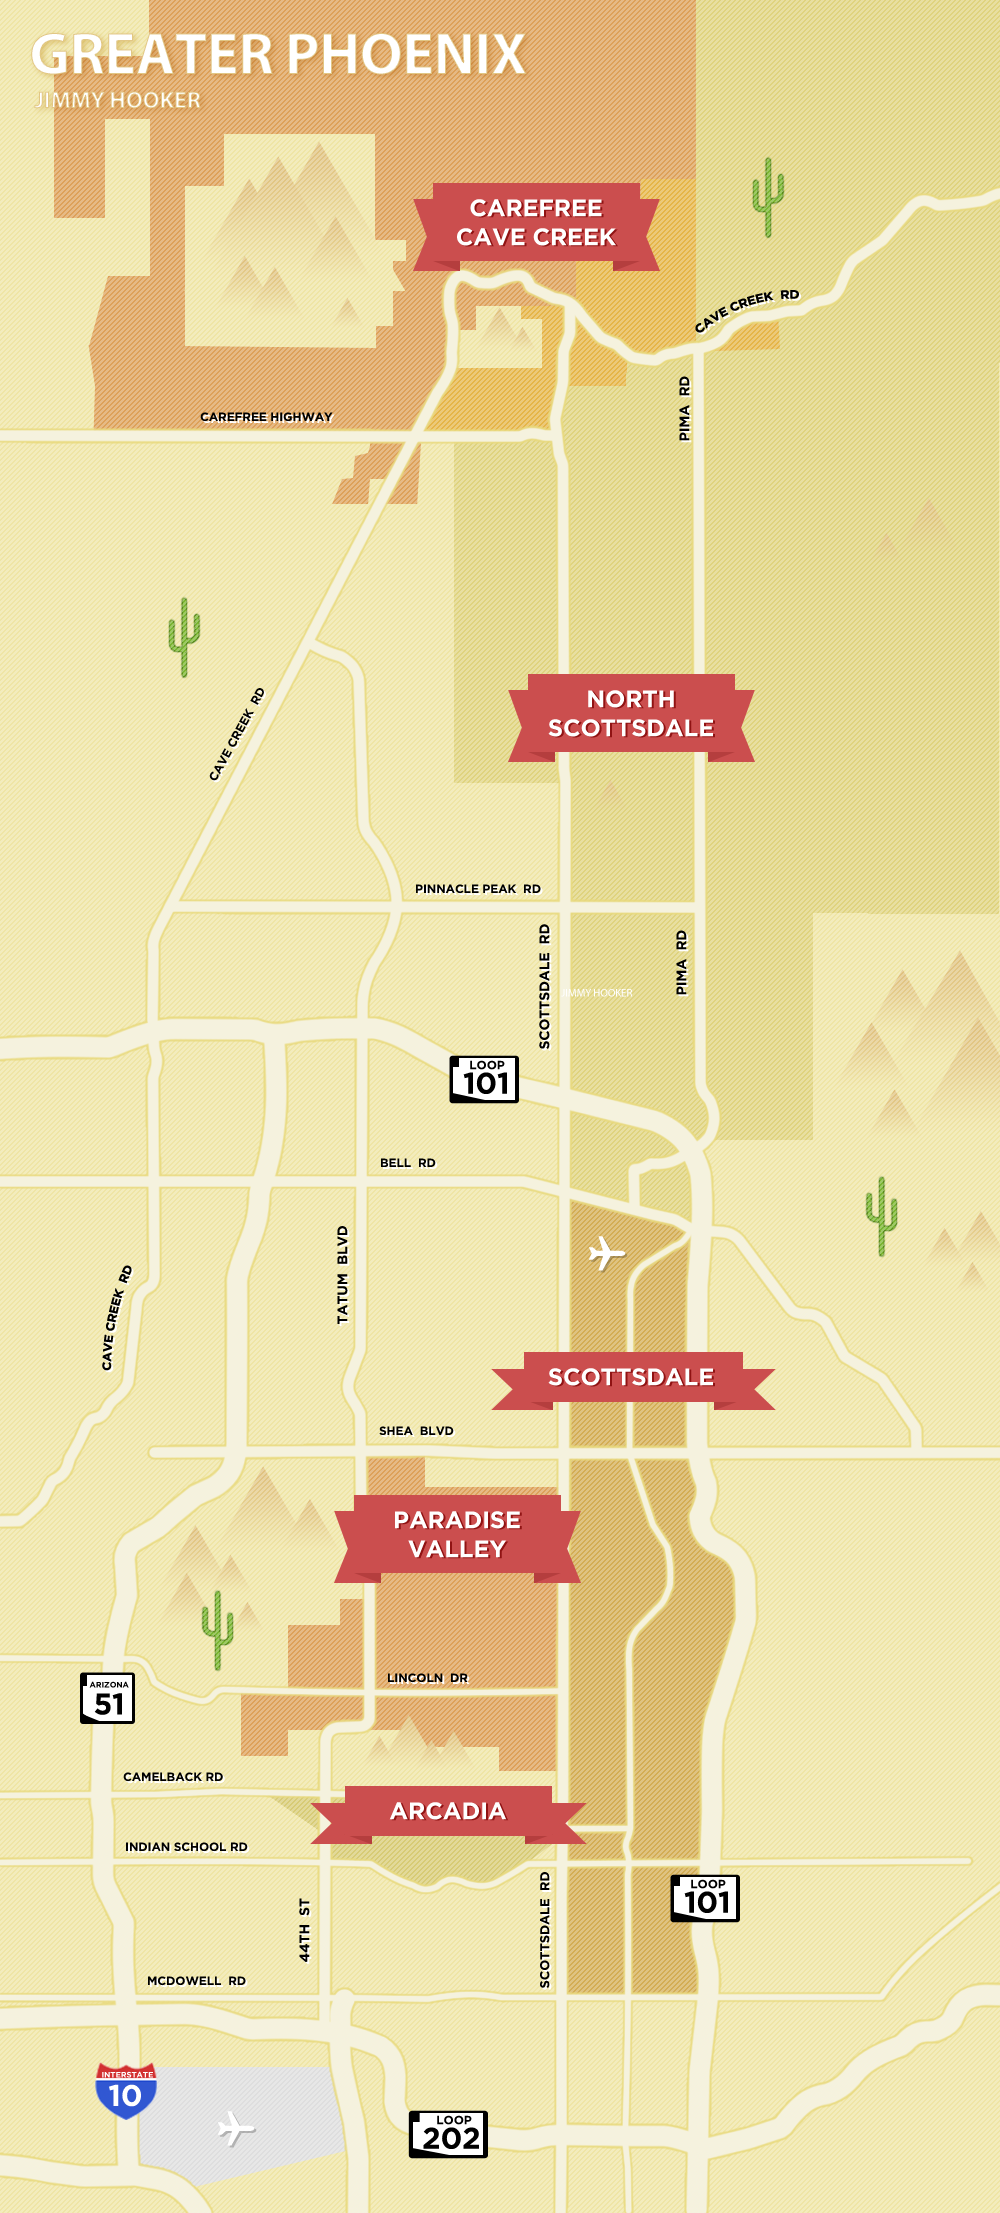 GREATER PHOENIX
JIMMY HOOKER
CAREFREE
CAVE CREEK
CAVE CREEK RD
PIMA RD
CAREFREE HIGHWAY
NORTH
SCOTTSDALE
CAVE CREEK RD
PINNACLE PEAK RD
SCOTTSDALE RD
PIMA RD
JIMMY HOOKER
LOOP
101
BELL RD
TATUM BLVD
CAVE CREEK RD
SCOTTSDALE
SHEA BLVD
PARADISE
VALLEY
LINCOLN DR
ARIZONA
51
CAMELBACK RD
ARCADIA
INDIAN SCHOOL RD
LOOP
101
44TH ST
SCOTTSDALE RD
MCDOWELL RD
INTERSTATE
10
LOOP
202